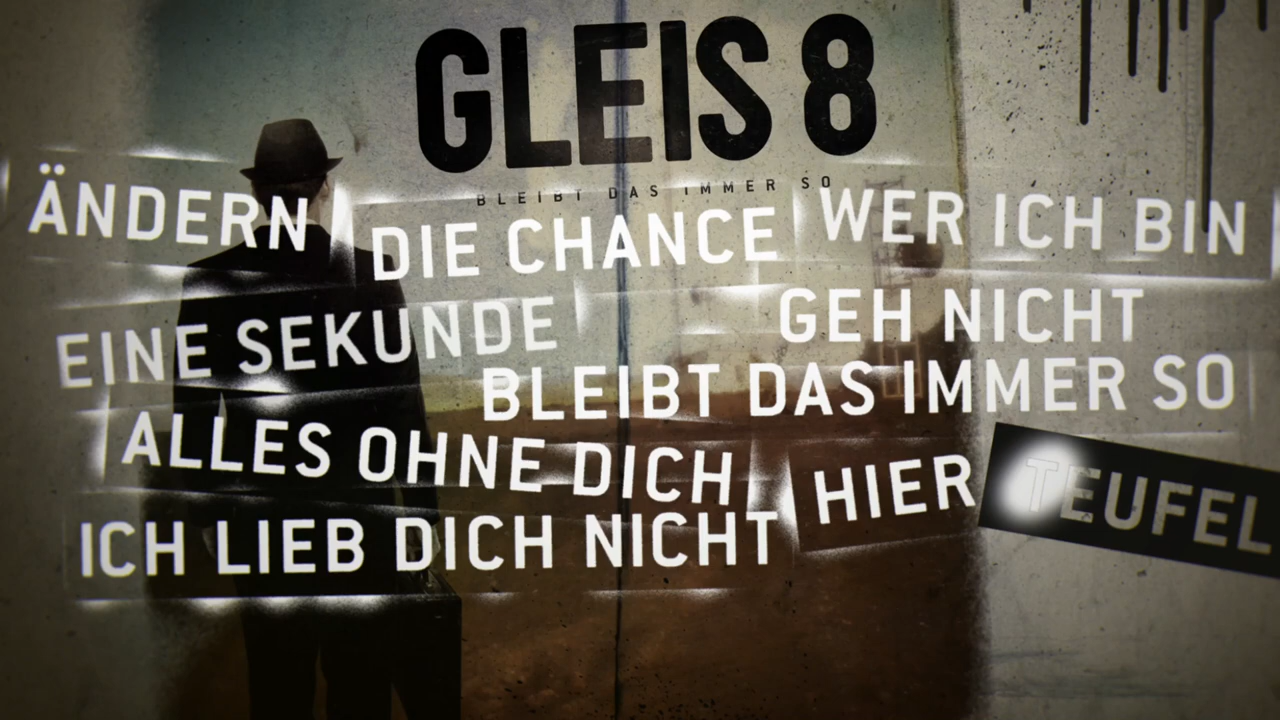 GLEIS 8
BLEIBT DAS IMMER SO
ÄNDERN
DIE CHANCE
WER ICH BIN
EINE SEKUNDE
GEH NICHT
BLEIBT DAS IMMER SO
ALLES OHNE DICH
HIER
TEUFEL
ICH LIEB DICH NICHT